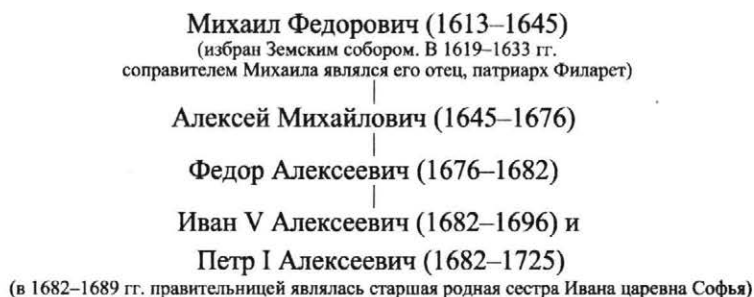 Михаил Федорович (1613–1645)
(избран Земским собором. В 1619–1633 гг.
соправителем Михаила являлся его отец, патриарх Филарет)
Алексей Михайлович (1645–1676)
Федор Алексеевич (1676–1682)
Иван V Алексеевич (1682–1696) и
Петр I Алексеевич (1682–1725)
(в 1682–1689 гг. правительницей являлась старшая родная сестра Ивана царевна Софья)